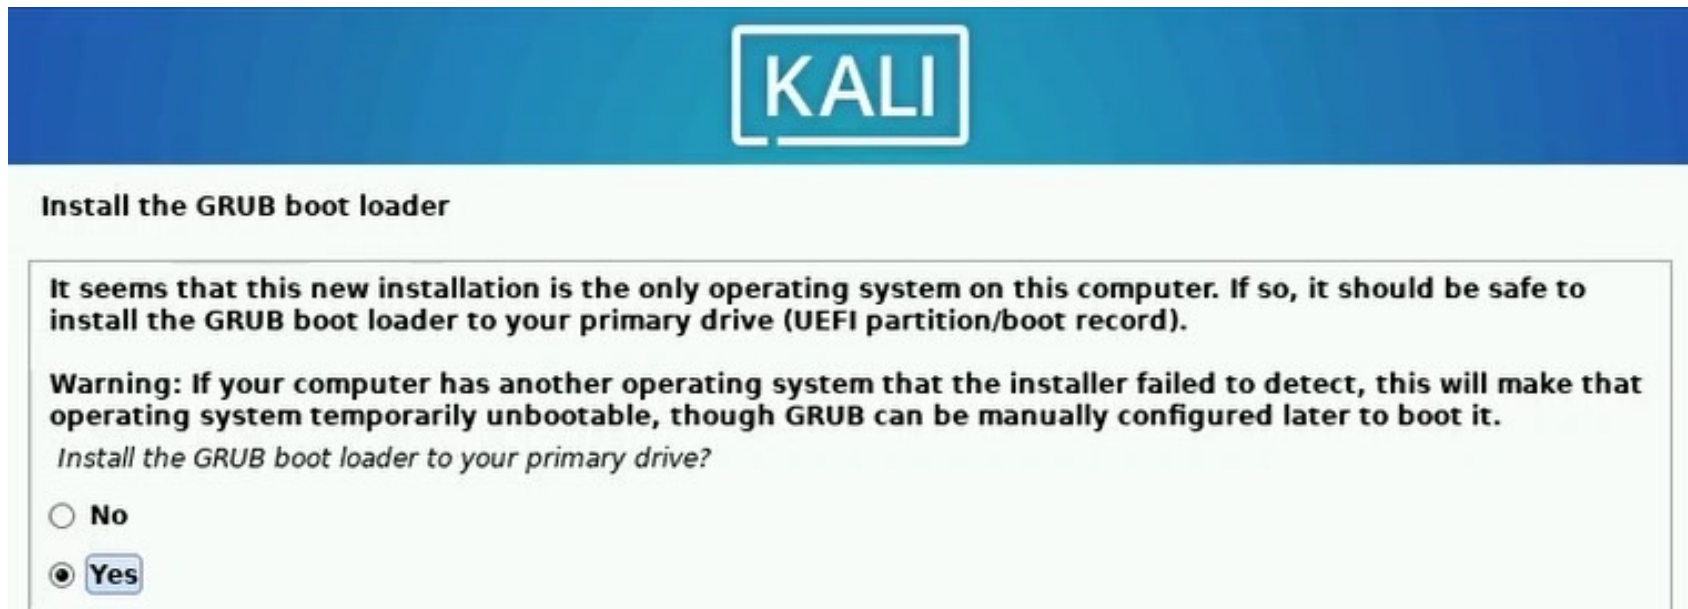 KALI
Install the GRUB boot loader
It seems that this new installation is the only operating system on this computer. If so, it should be safe to
install the GRUB boot loader to your primary drive (UEFI partition/boot record).
Warning: If your computer has another operating system that the installer failed to detect, this will make that
operating system temporarily unbootable, though GRUB can be manually configured later to boot it.
Install the GRUB boot loader to your primary drive?
No
Yes